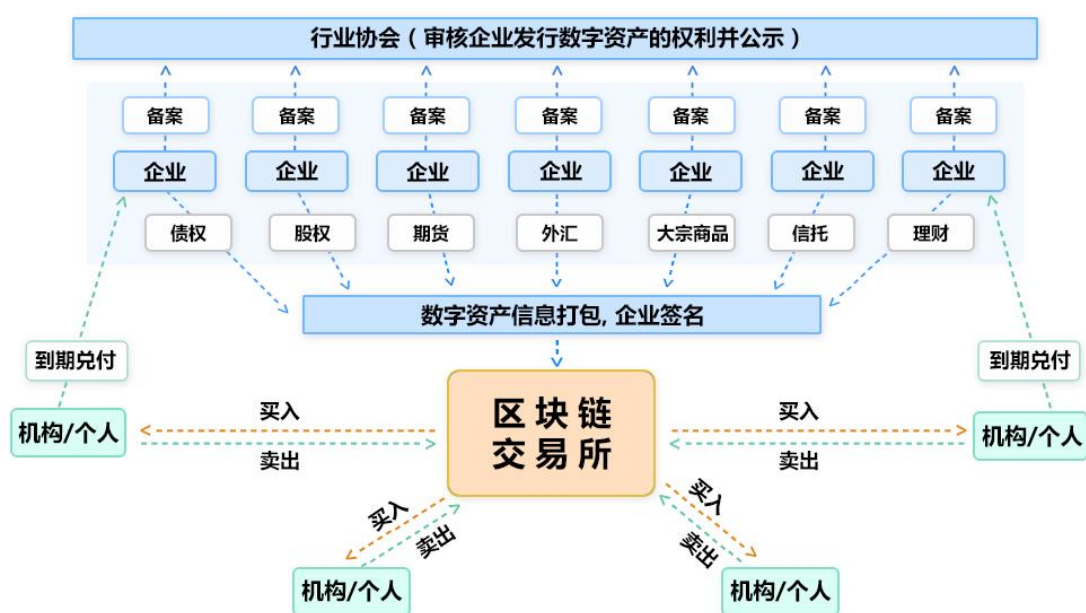 行业协会（审核企业发行数字资产的权利并公示）
备案 备案 备案 备案 备案 备案 备案
企业 企业 企业 企业 企业 企业 企业
债权 股权 期货 外汇 大宗商品 信托 理财
数字资产信息打包, 企业签名
到期兑付 到期兑付
区块链
交易所
机构/个人 买入 买入 机构/个人
卖出 卖出
买入 买入
卖出 卖出
机构/个人 机构/个人